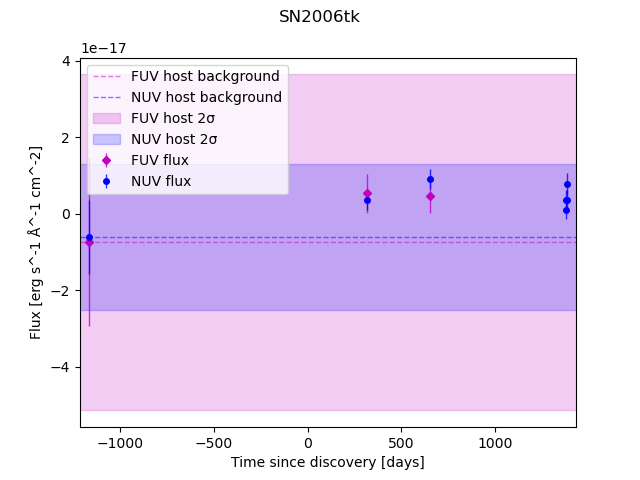 SN2006tk
1e−17
FUV host background
NUV host background
FUV host 2σ
NUV host 2σ
FUV flux
NUV flux
4
2
0
−2
−4
Flux [erg s^-1 Å^-1 cm^-2]
−1000
−500
0
500
1000
Time since discovery [days]